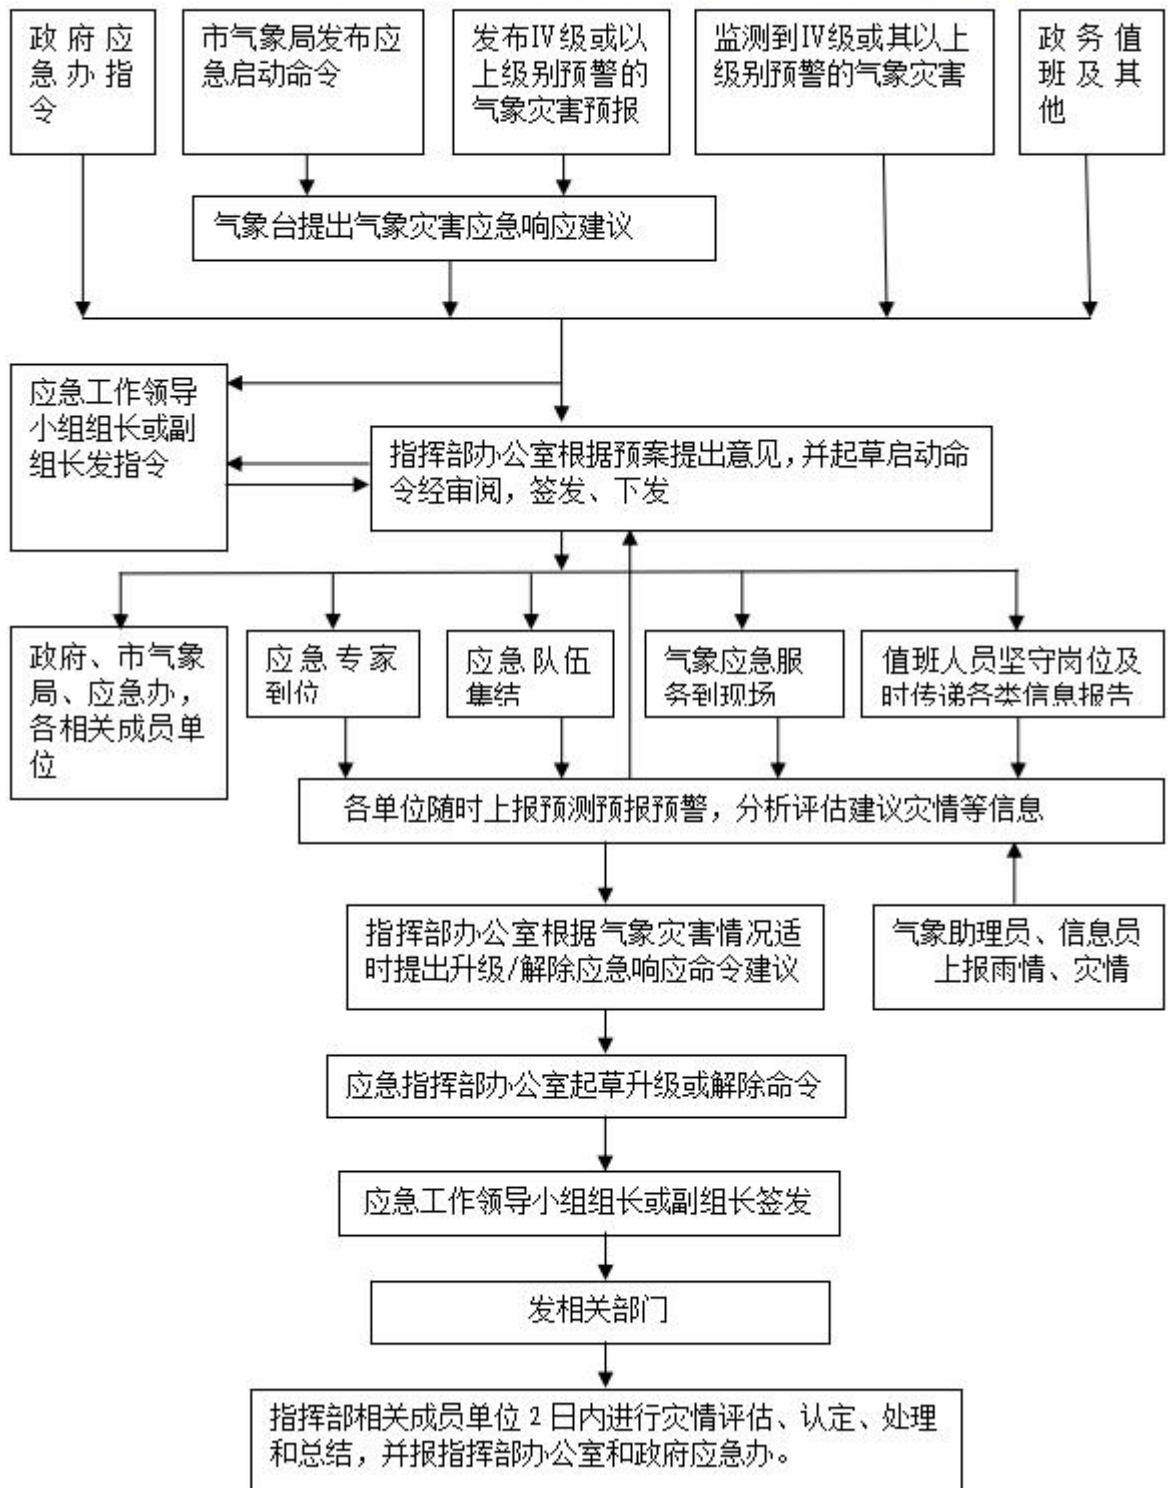 政府应
急办指
令
市气象局发布应
急启动命令
发布IV级或以
上级别预警的
气象灾害预报
监测到IV级或其以上
级别预警的气象灾害
政务值
班及其
他
气象台提出气象灾害应急响应建议
应急工作领导
小组组长或副
组长发指令
指挥部办公室根据预案提出意见，并起草启动命
令经审阅，签发、下发
政府、市气象
局、应急办，
各相关成员单
位
应急专家
到位
应急队伍
集结
气象应急服
务到现场
值班人员坚守岗位及
时传递各类信息报告
各单位随时上报预测预报预警，分析评估建议灾情等信息
指挥部办公室根据气象灾害情况适
时提出升级/解除应急响应命令建议
气象助理员、信息员
上报雨情、灾情
应急指挥部办公室起草升级或解除命令
应急工作领导小组组长或副组长签发
发相关部门
指挥部相关成员单位2日内进行灾情评估、认定、处理
和总结，并报指挥部办公室和政府应急办。